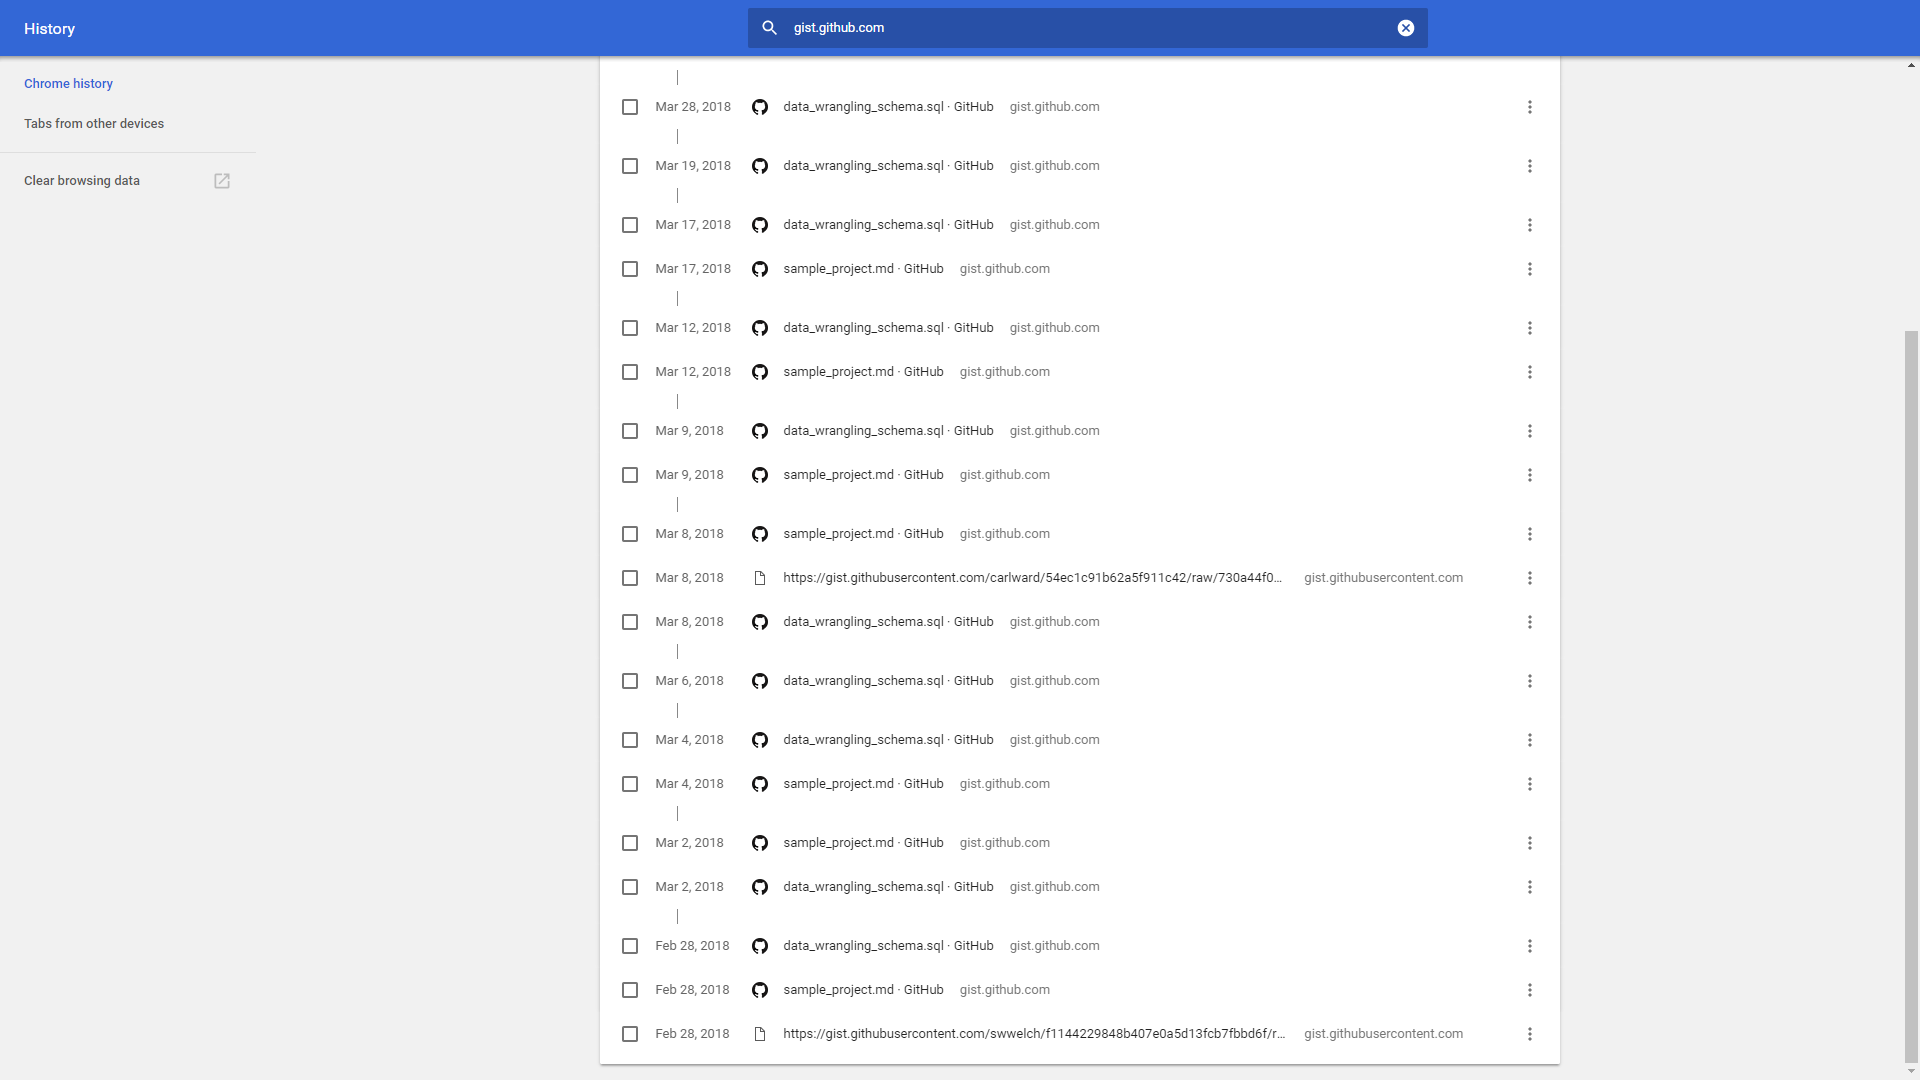 History
gist.github.com
Chrome history
Tabs from other devices
Clear browsing data
Mar 28, 2018 data_wrangling_schema.sql · GitHub gist.github.com
Mar 19, 2018 data_wrangling_schema.sql · GitHub gist.github.com
Mar 17, 2018 data_wrangling_schema.sql · GitHub gist.github.com
Mar 17, 2018 sample_project.md · GitHub gist.github.com
Mar 12, 2018 data_wrangling_schema.sql · GitHub gist.github.com
Mar 12, 2018 sample_project.md · GitHub gist.github.com
Mar 9, 2018 data_wrangling_schema.sql · GitHub gist.github.com
Mar 9, 2018 sample_project.md · GitHub gist.github.com
Mar 8, 2018 sample_project.md · GitHub gist.github.com
Mar 8, 2018 https://gist.githubusercontent.com/carlward/54ec1c91b62a5f911c42/raw/730a44f0... gist.githubusercontent.com
Mar 8, 2018 data_wrangling_schema.sql · GitHub gist.github.com
Mar 6, 2018 data_wrangling_schema.sql · GitHub gist.github.com
Mar 4, 2018 data_wrangling_schema.sql · GitHub gist.github.com
Mar 4, 2018 sample_project.md · GitHub gist.github.com
Mar 2, 2018 sample_project.md · GitHub gist.github.com
Mar 2, 2018 data_wrangling_schema.sql · GitHub gist.github.com
Feb 28, 2018 data_wrangling_schema.sql · GitHub gist.github.com
Feb 28, 2018 sample_project.md · GitHub gist.github.com
Feb 28, 2018 https://gist.githubusercontent.com/swwelch/f1144229848b407e0a5d13fcb7fbbd6f/r... gist.githubusercontent.com